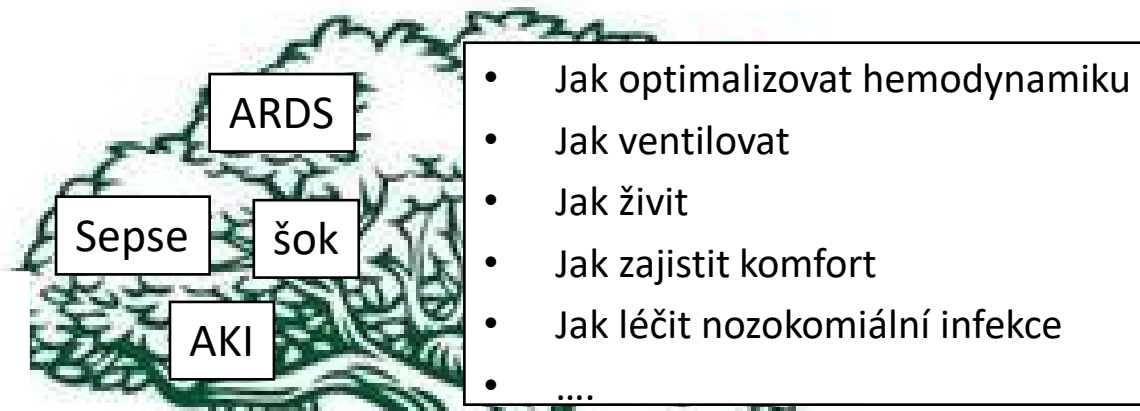 ARDS
Sepse
šok
AKI
• Jak optimalizovat hemodynamiku
• Jak ventilovat
• Jak živit
• Jak zajistit komfort
• Jak léčit nozokomiální infekce
• ....